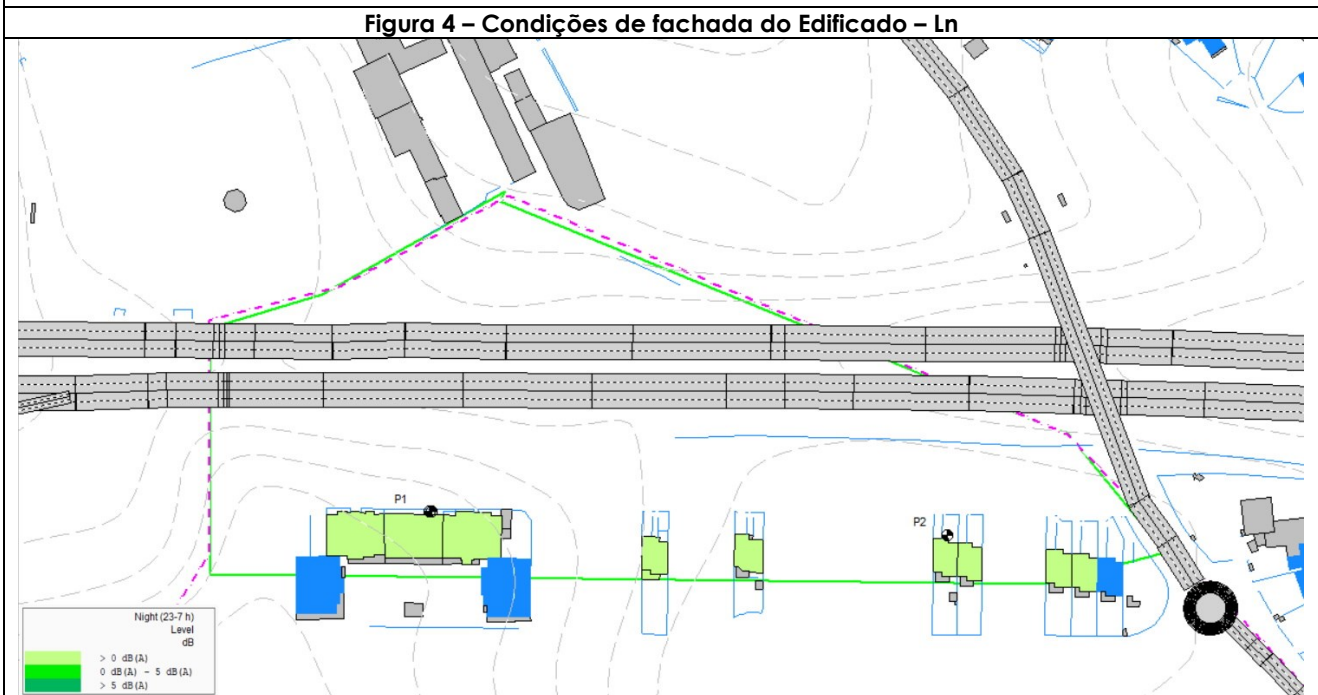 Figura 4 – Condições de fachada do Edificado – Ln
P1
P2
Night (23-7 h)
Level
dB
> 0 dB(A)
0 dB(A) - 5 dB(A)
> 5 dB(A)